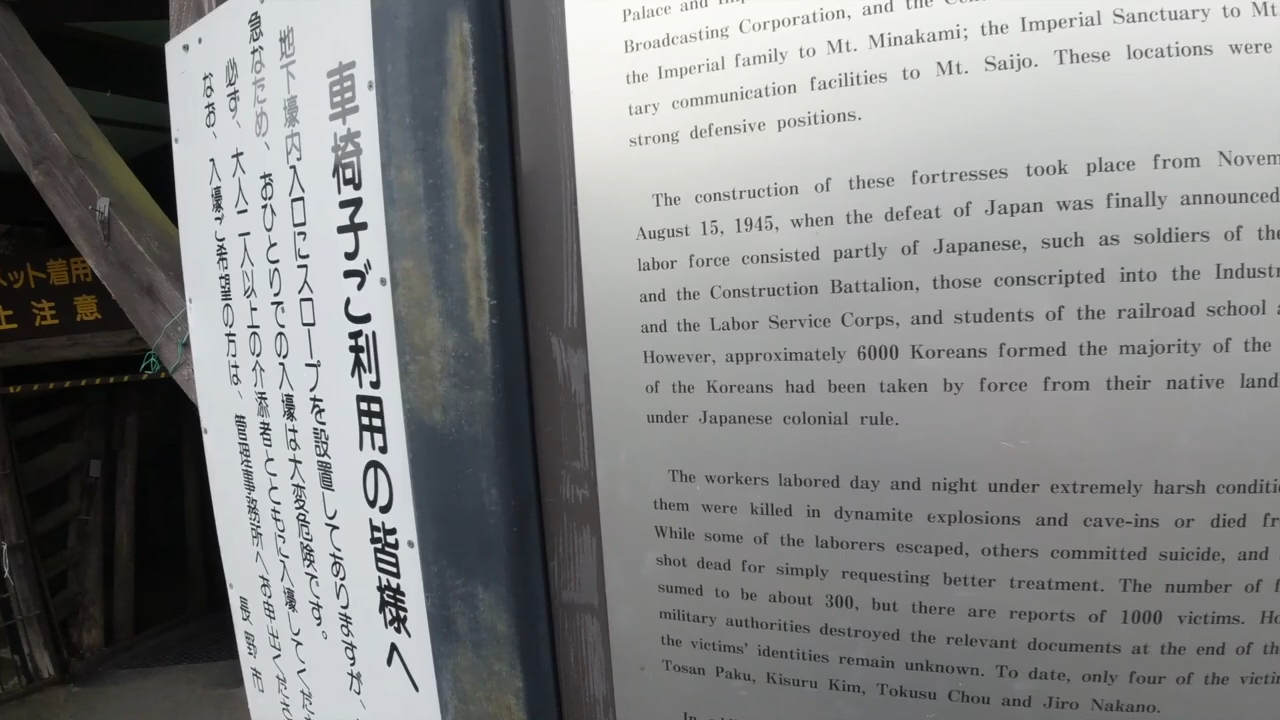 車椅子ご利用の皆様へ
地下壕内入口にスロープを設置しておりますが、
急なため、おひとりでの入壕は大変危険です。
必ず、大人二人以上の介添者とともに入壕してくださ
なお、入壕ご希望の方は、管理事務所へお申出くださ
長野市
ット着用
注意
Palace and
Broadcasting Corporation, and the
the Imperial family to Mt. Minakami; the Imperial Sanctuary to Mt.
tary communication facilities to Mt. Saijo. These locations were
strong defensive positions.
The construction of these fortresses took place from Novem
August 15, 1945, when the defeat of Japan was finally announced
labor force consisted partly of Japanese, such as soldiers of the
and the Construction Battalion, those conscripted into the Industr
and the Labor Service Corps, and students of the railroad school
However, approximately 6000 Koreans formed the majority of the
of the Koreans had been taken by force from their native land
under Japanese colonial rule.
The workers labored day and night under extremely harsh conditi
them were killed in dynamite explosions and cave-ins or died fr
While some of the laborers escaped, others committed suicide, and
shot dead for simply requesting better treatment. The number of
sumed to be about 300, but there are reports of 1000 victims. Ho
military authorities destroyed the relevant documents at the end of th
the victims' identities remain unknown. To date, only four of the victi
Tosan Paku, Kisuru Kim, Tokusu Chou and Jiro Nakano.